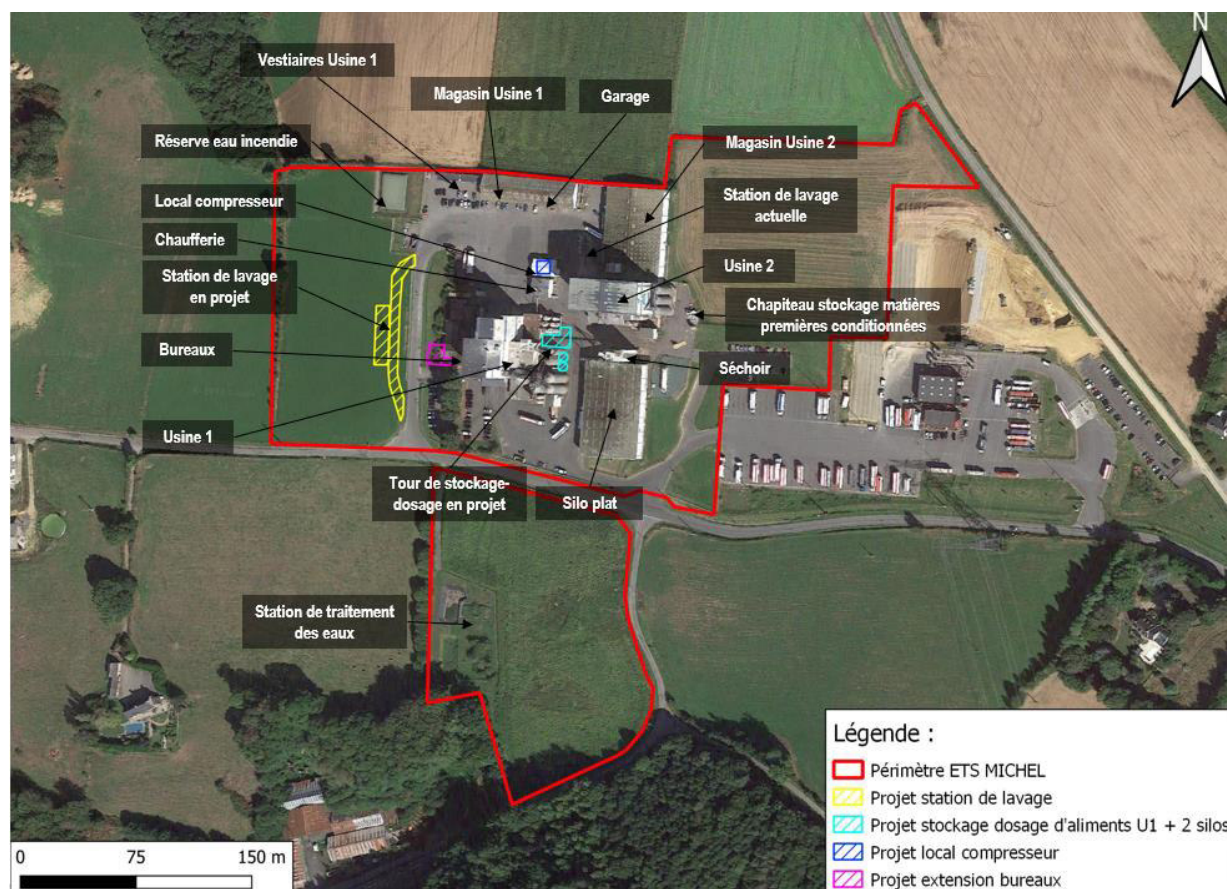 N
Vestiaires Usine 1
Magasin Usine 1
Garage
Réserve eau incendie
Magasin Usine 2
Local compresseur
Station de lavage
actuelle
Chaufferie
Station de lavage
en projet
Usine 2
Chapiteau stockage matières
premières conditionnées
Bureaux
Séchoir
Usine 1
Tour de stockage-
dosage en projet
Silo plat
Station de traitement
des eaux
Légende :
Périmètre ETS MICHEL
Projet station de lavage
Projet stockage dosage d'aliments U1 + 2 silos
Projet local compresseur
Projet extension bureaux
0 75 150 m